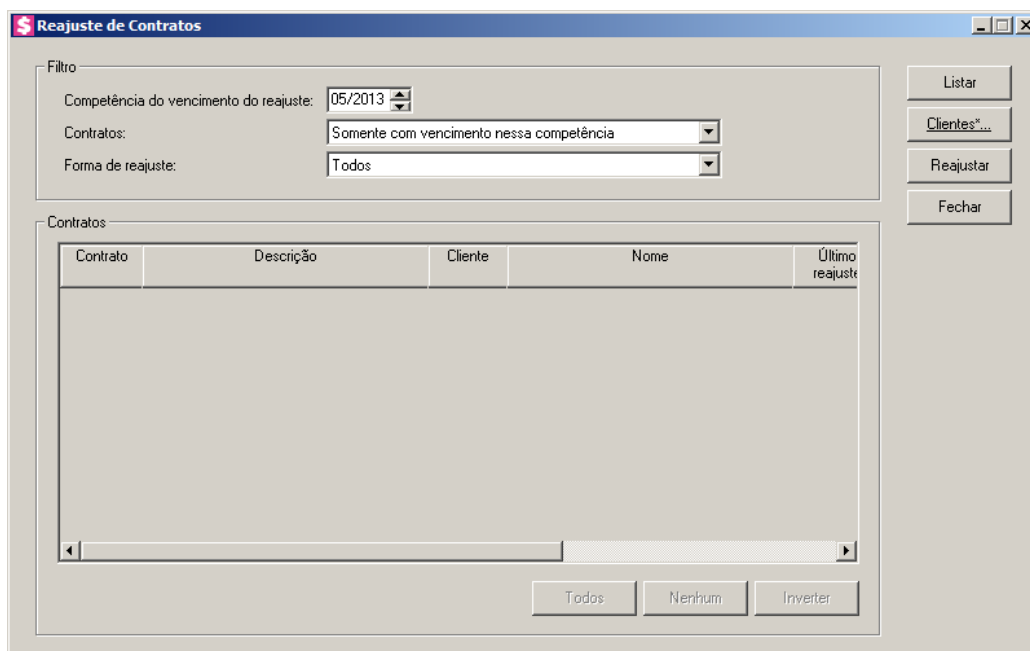 Reajuste de Contratos
Filtro
Competência do vencimento do reajuste: 05/2013
Contratos: Somente com vencimento nessa competência
Forma de reajuste: Todos
Listar
Clientes*...
Reajustar
Fechar
Contratos
Contrato Descrição Cliente Nome Último reajuste
Todos Nenhum Inverter